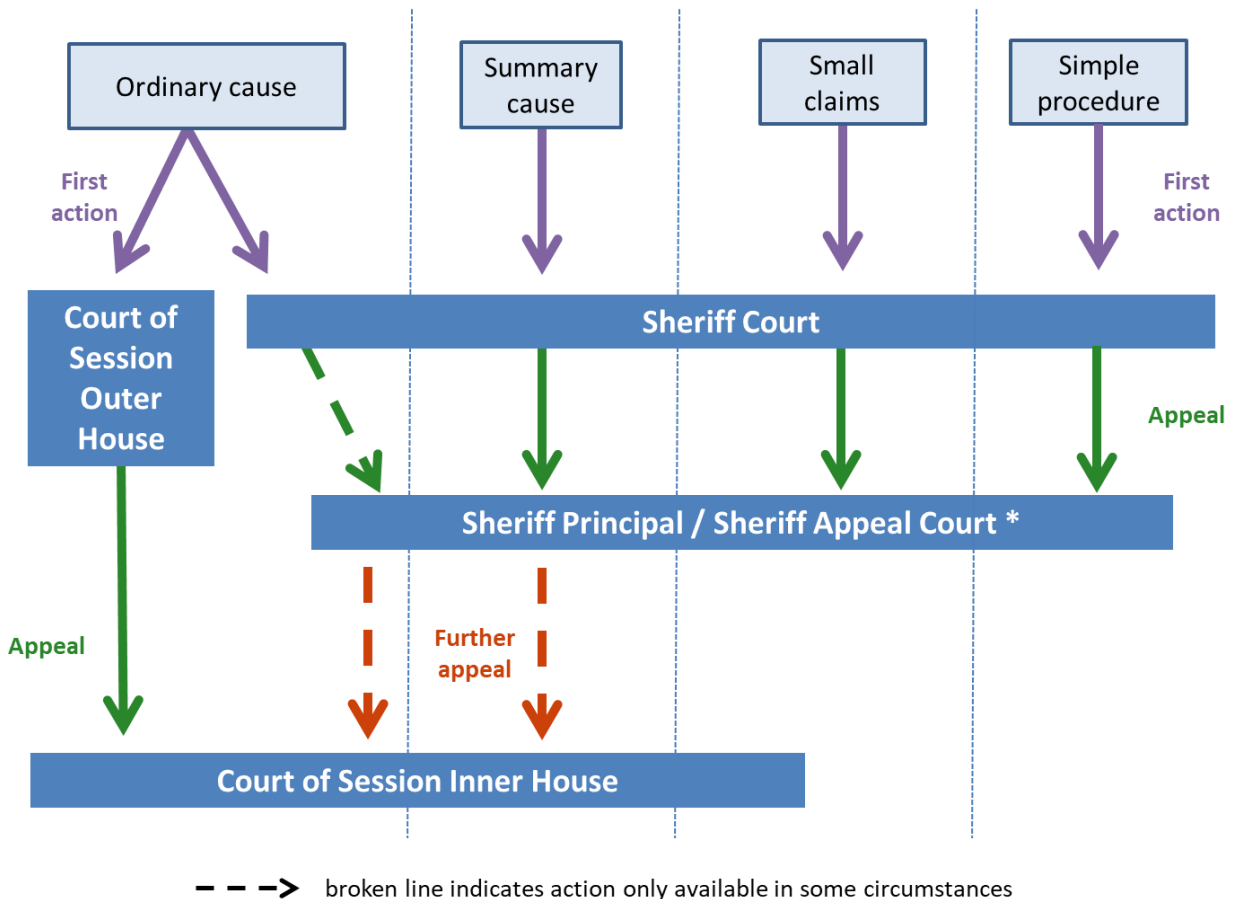 Ordinary cause
Summary
cause
Small
claims
Simple
procedure
First
action
First
action
Court of
Session
Outer
House
Sheriff Court
Appeal
Sheriff Principal / Sheriff Appeal Court *
Appeal
Further
appeal
Court of Session Inner House
broken line indicates action only available in some circumstances